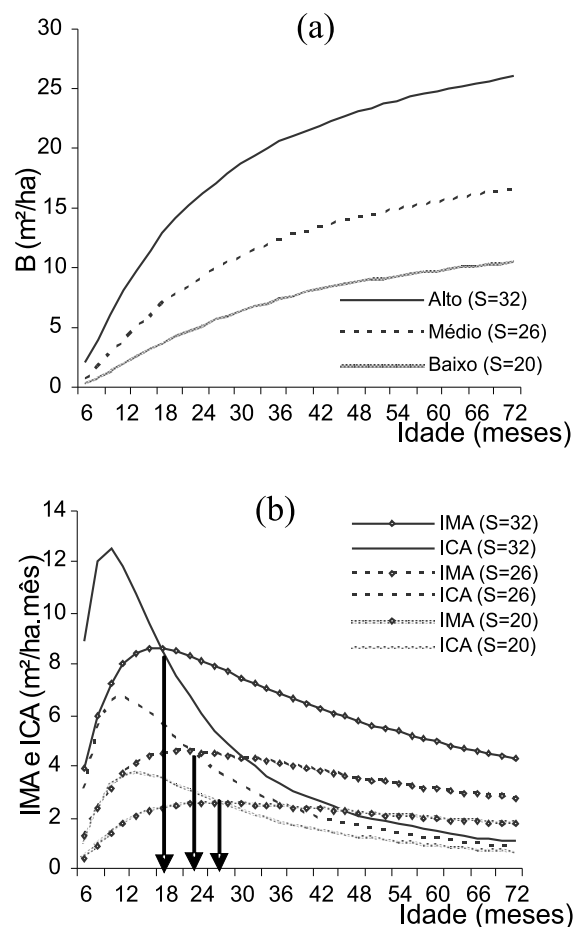 (a)
B (m²/ha)
30
25
20
15
10
5
0
Alto (S=32)
Médio (S=26)
Baixo (S=20)
6 12 18 24 30 36 42 48 54 60 66 72
Idade (meses)
(b)
IMA e ICA (m²/ha.mês)
14
12
10
8
6
4
2
0
IMA (S=32)
ICA (S=32)
IMA (S=26)
ICA (S=26)
IMA (S=20)
ICA (S=20)
6 12 18 24 30 36 42 48 54 60 66 72
Idade (meses)